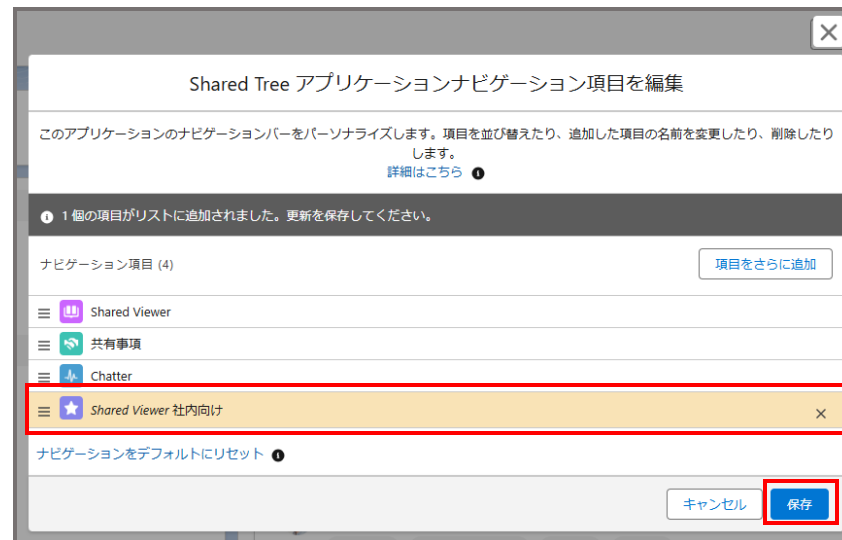 Shared Tree アプリケーションナビゲーション項目を編集
このアプリケーションのナビゲーションバーをパーソナライズします。項目を並び替えたり、追加した項目の名前を変更したり、削除したり
します。
詳細はこちら
1 個の項目がリストに追加されました。更新を保存してください。
ナビゲーション項目 (4)
項目をさらに追加
Shared Viewer
共有事項
Chatter
Shared Viewer 社内向け
ナビゲーションをデフォルトにリセット
キャンセル
保存